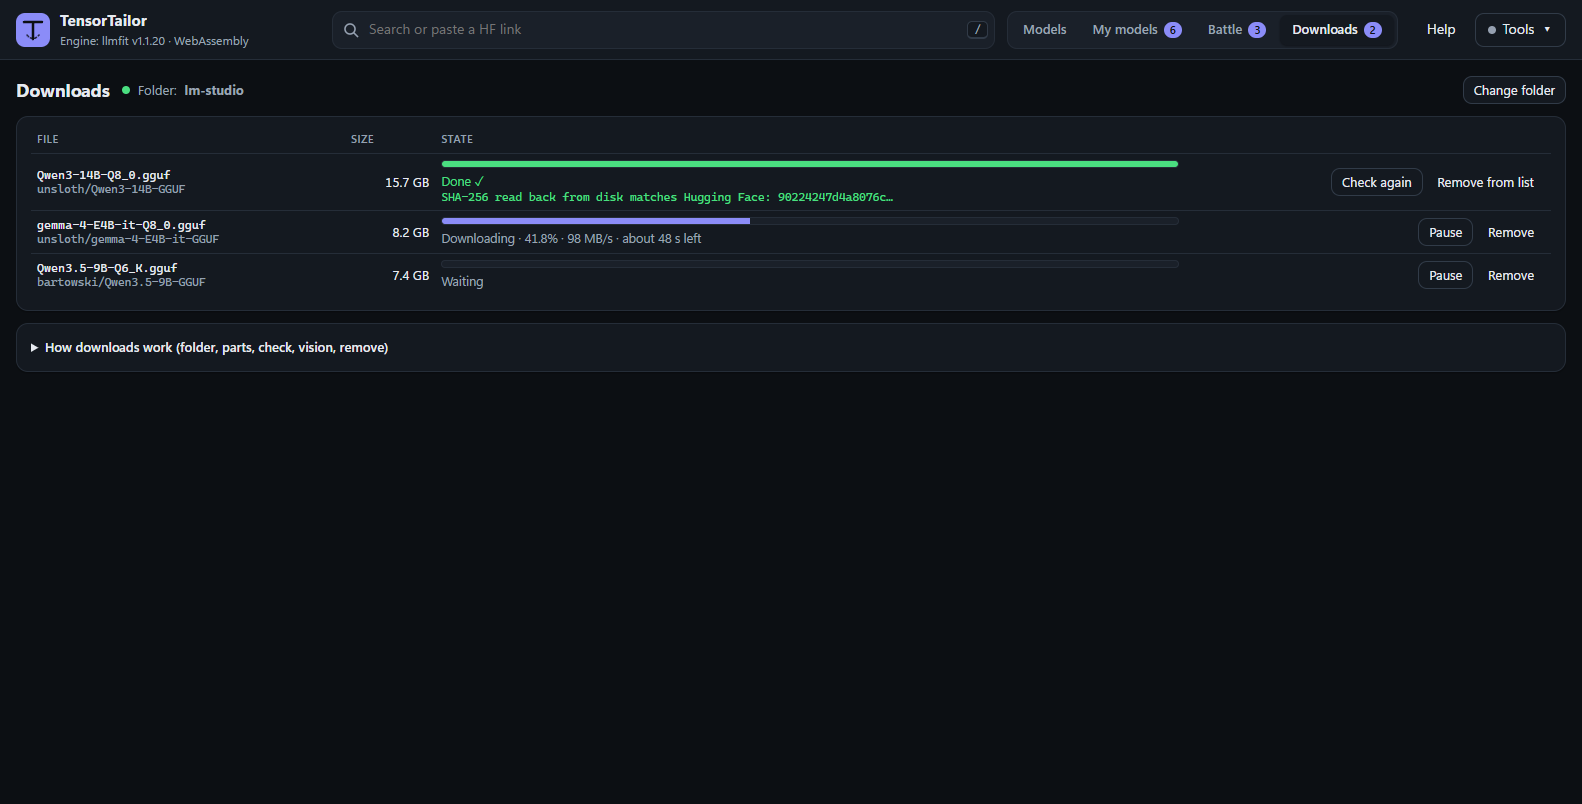 TensorTailor
Engine: llmfit v1.1.20 · WebAssembly
Search or paste a HF link
/
Models
My models 6
Battle 3
Downloads 2
Help
Tools ▼
Downloads
Folder: lm-studio
Change folder
FILE
SIZE
STATE
Qwen3-14B-Q8_0.gguf
unsloth/Qwen3-14B-GGUF
15.7 GB
Done ✓
SHA-256 read back from disk matches Hugging Face: 90224247d4a8076c…
Check again
Remove from list
gemma-4-E4B-it-Q8_0.gguf
unsloth/gemma-4-E4B-it-GGUF
8.2 GB
Downloading · 41.8% · 98 MB/s · about 48 s left
Pause
Remove
Qwen3.5-9B-Q6_K.gguf
bartowski/Qwen3.5-9B-GGUF
7.4 GB
Waiting
Pause
Remove
▶ How downloads work (folder, parts, check, vision, remove)